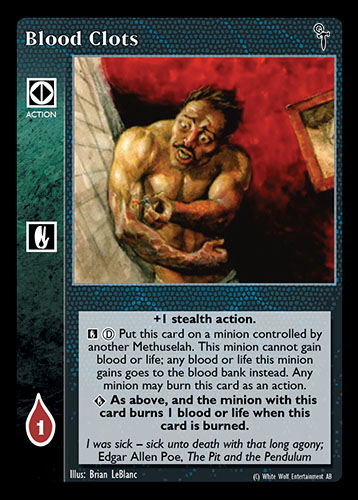 Blood Clots
ACTION
+1 stealth action.
D Put this card on a minion controlled by
another Methuselah. This minion cannot gain
blood or life; any blood or life this minion
gains goes to the blood bank instead. Any
minion may burn this card as an action.
As above, and the minion with this
card burns 1 blood or life when this
card is burned.
I was sick – sick unto death with that long agony;
Edgar Allen Poe, The Pit and the Pendulum
1
Illus: Brian LeBlanc
(C) White Wolf Entertainment AB